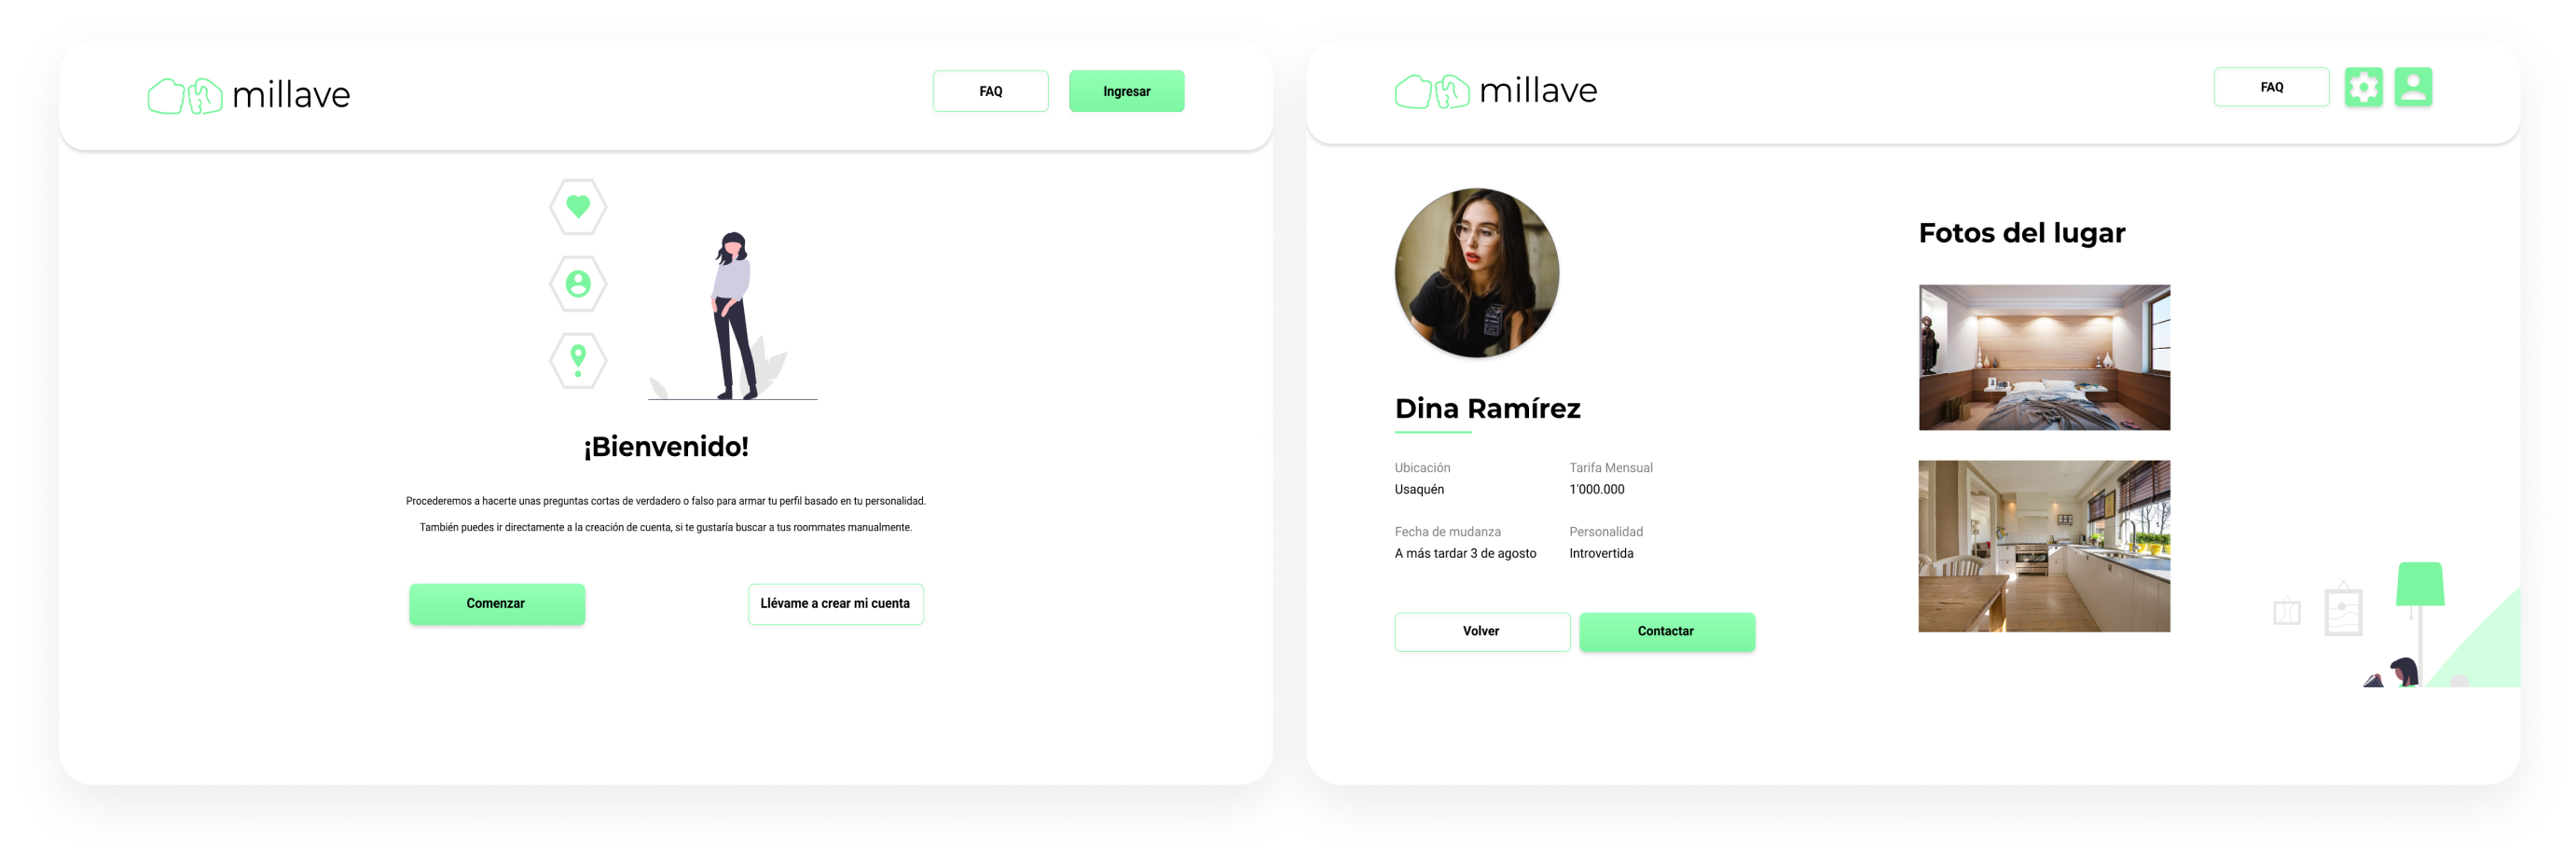 millave
FAQ
Ingresar
¡Bienvenido!
Procederemos a hacerte unas preguntas cortas de verdadero o falso para armar tu perfil basado en tu personalidad.
También puedes ir directamente a la creación de cuenta, si te gustaría buscar a tus roommates manualmente.
Comenzar
Llévame a crear mi cuenta
millave
FAQ
Dina Ramírez
Ubicación
Usaquén
Tarifa Mensual
1'000.000
Fecha de mudanza
A más tardar 3 de agosto
Personalidad
Introvertida
Volver
Contactar
Fotos del lugar